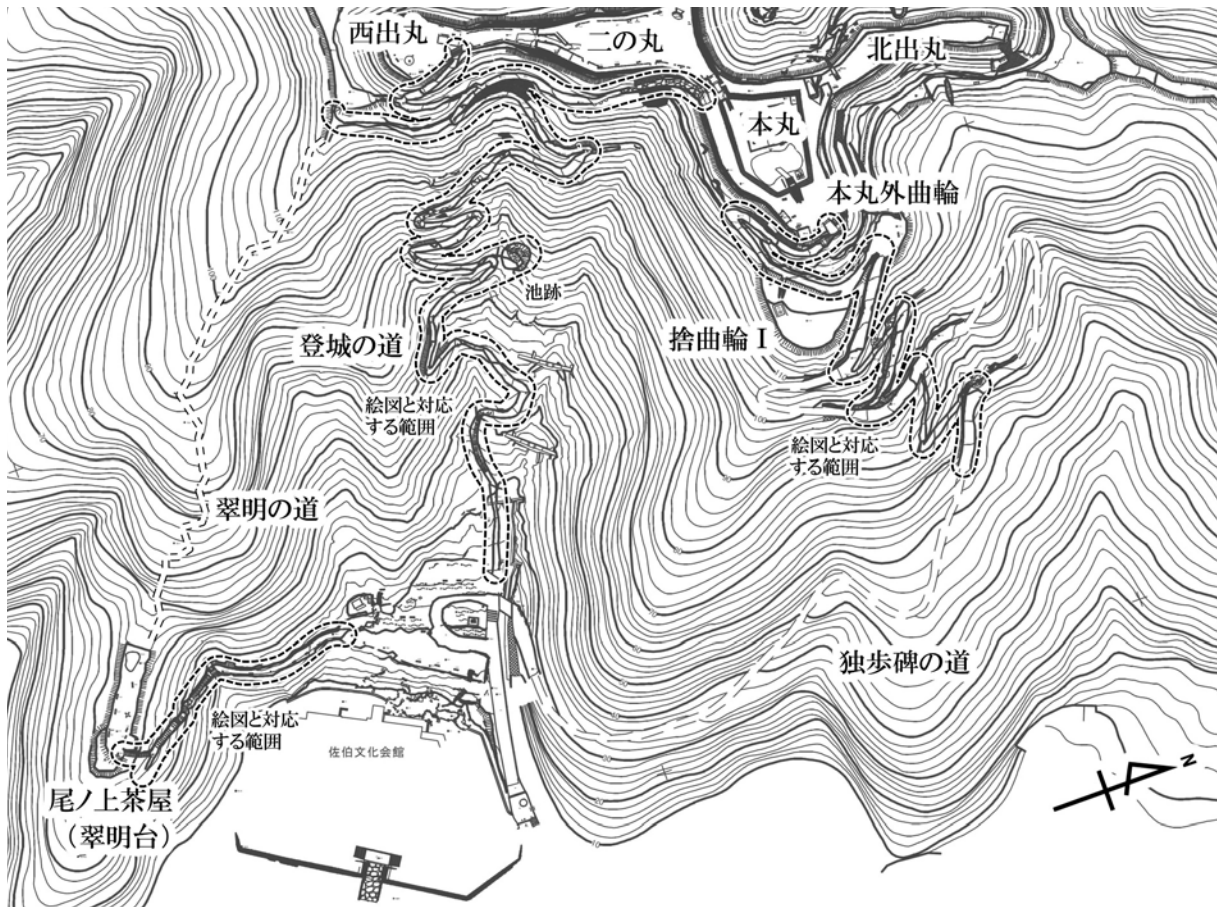 西出丸
二の丸
北出丸
本丸
本丸外曲輪
池跡
捨曲輪Ⅰ
登城の道
絵図と対応
する範囲
絵図と対応
する範囲
翠明の道
独歩碑の道
絵図と対応
する範囲
佐伯文化会館
尾ノ上茶屋
（翠明台）
N